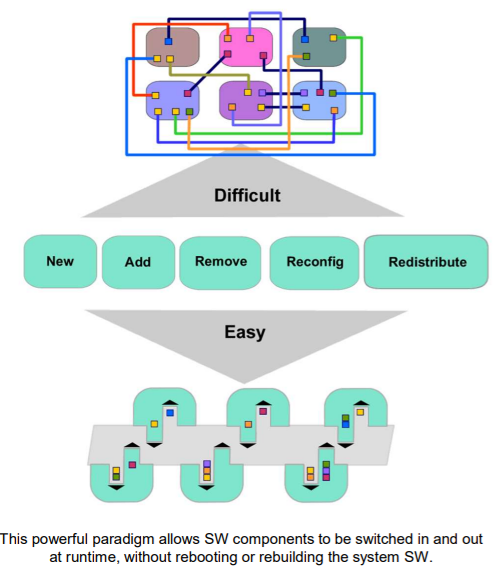 Difficult
New Add Remove Reconfig Redistribute
Easy
This powerful paradigm allows SW components to be switched in and out
at runtime, without rebooting or rebuilding the system SW.